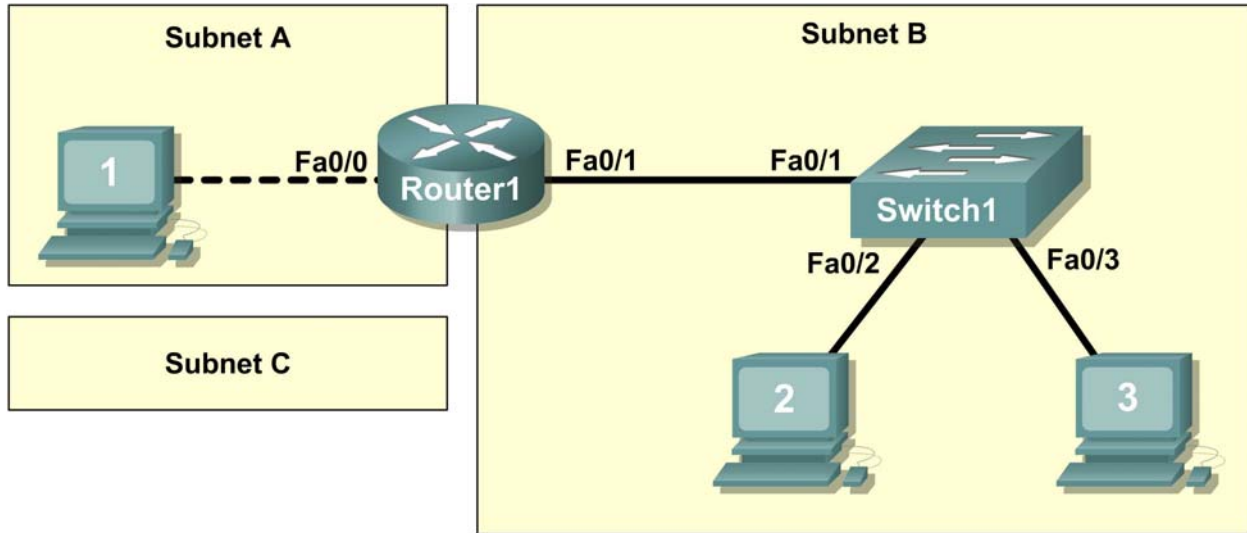 Subnet A
1
Fa0/0
Router1
Subnet C
Subnet B
Fa0/1
Fa0/1
Switch1
Fa0/2
Fa0/3
2
3